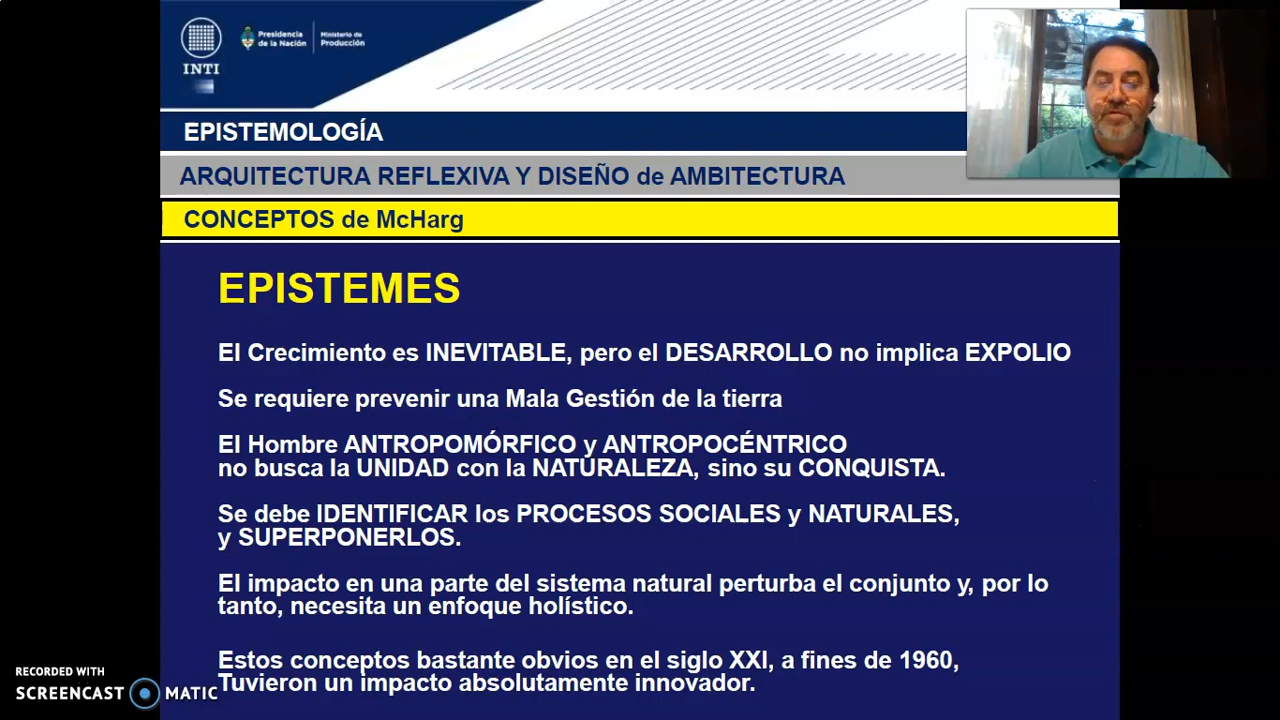 INTI
Presidencia
de la Nación
Ministerio de
Producción
EPISTEMOLOGÍA
ARQUITECTURA REFLEXIVA Y DISEÑO de AMBITECTURA
CONCEPTOS de McHarg
EPISTEMES
El Crecimiento es INEVITABLE, pero el DESARROLLO no implica EXPOLIO
Se requiere prevenir una Mala Gestión de la tierra
El Hombre ANTROPOMÓRFICO y ANTROPOCÉNTRICO
no busca la UNIDAD con la NATURALEZA, sino su CONQUISTA.
Se debe IDENTIFICAR los PROCESOS SOCIALES y NATURALES,
y SUPERPONERLOS.
El impacto en una parte del sistema natural perturba el conjunto y, por lo
tanto, necesita un enfoque holístico.
Estos conceptos bastante obvios en el siglo XXI, a fines de 1960,
Tuvieron un impacto absolutamente innovador.
RECORDED WITH
SCREENCAST MATIC